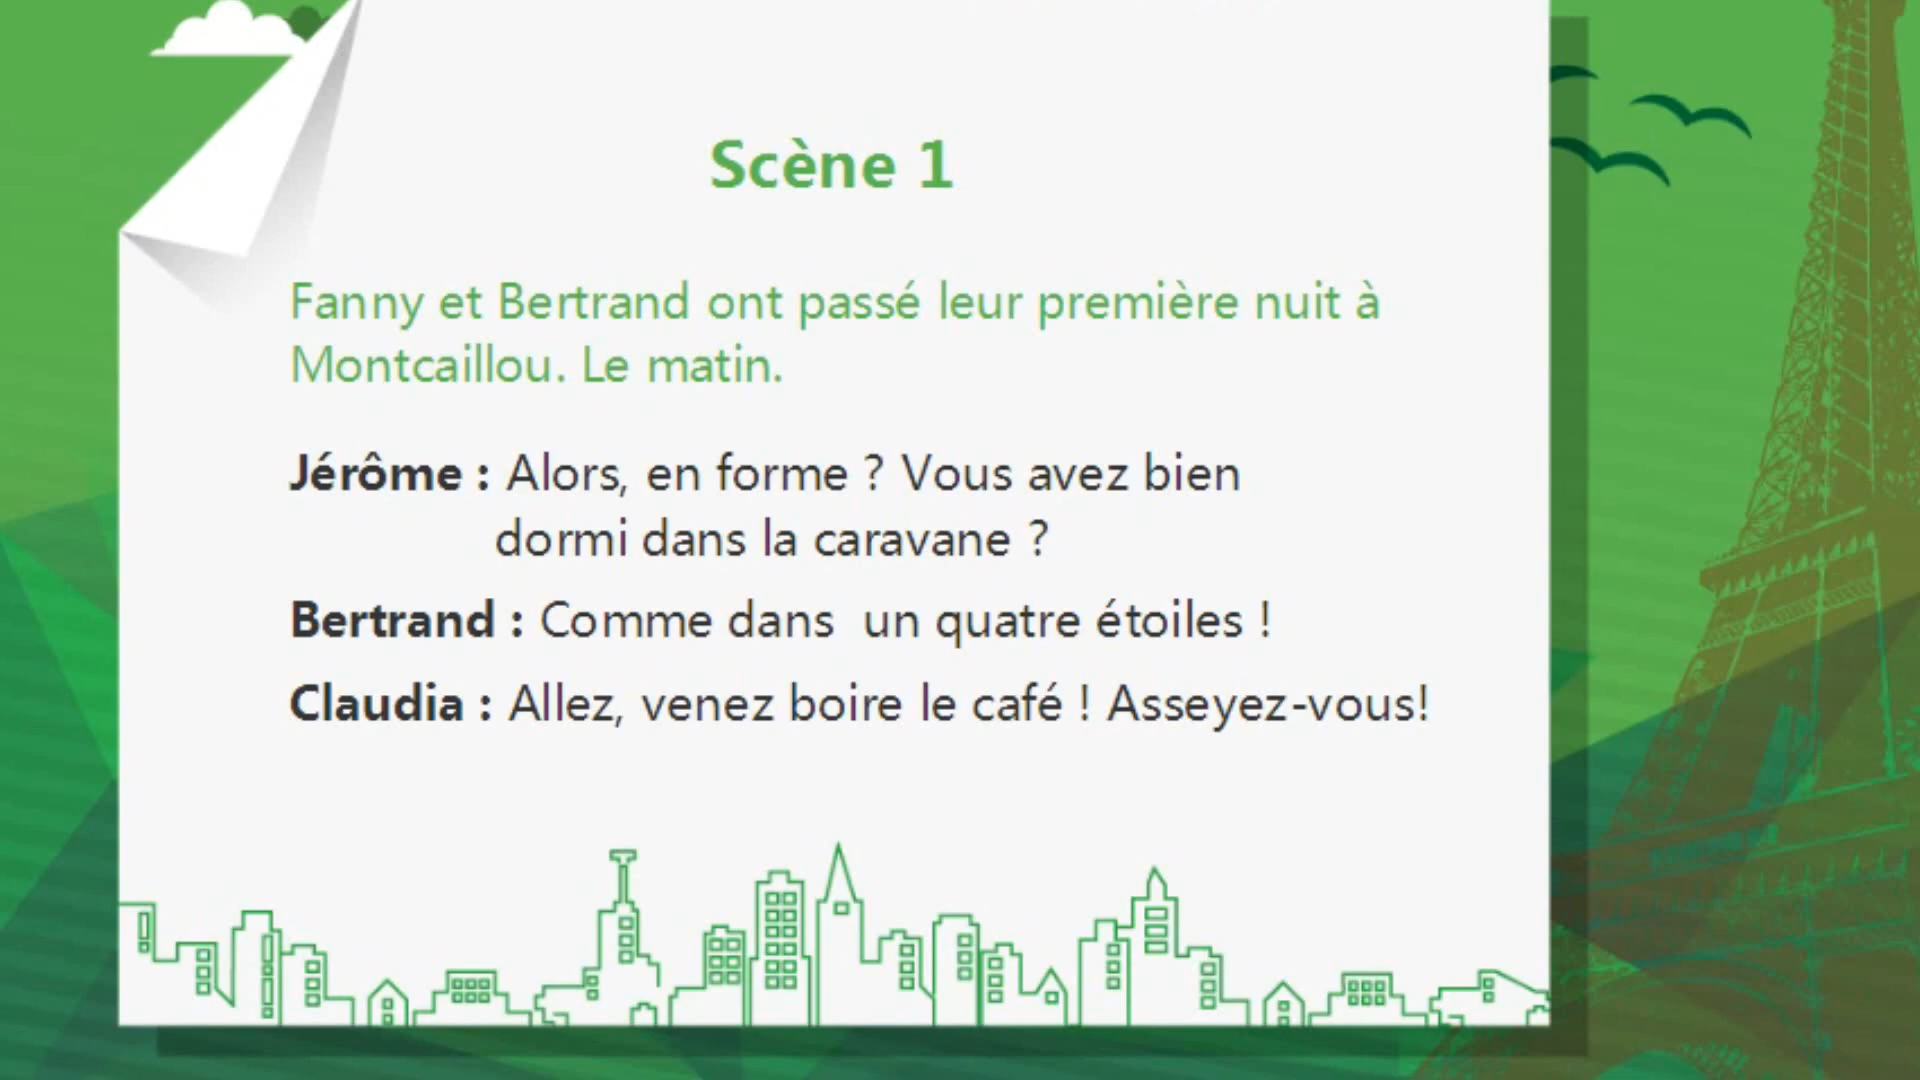 Scène 1
Fanny et Bertrand ont passé leur première nuit à
Montcaillou. Le matin.
Jérôme : Alors, en forme ? Vous avez bien
dormi dans la caravane ?
Bertrand : Comme dans  un quatre étoiles !
Claudia : Allez, venez boire le café ! Asseyez-vous!